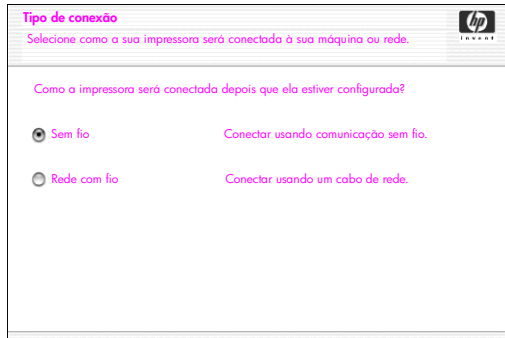 Tipo de conexão
Selecione como a sua impressora será conectada à sua máquina ou rede.
hp
invent
Como a impressora será conectada depois que ela estiver configurada?
Sem fio Conectar usando comunicação sem fio.
Rede com fio Conectar usando um cabo de rede.